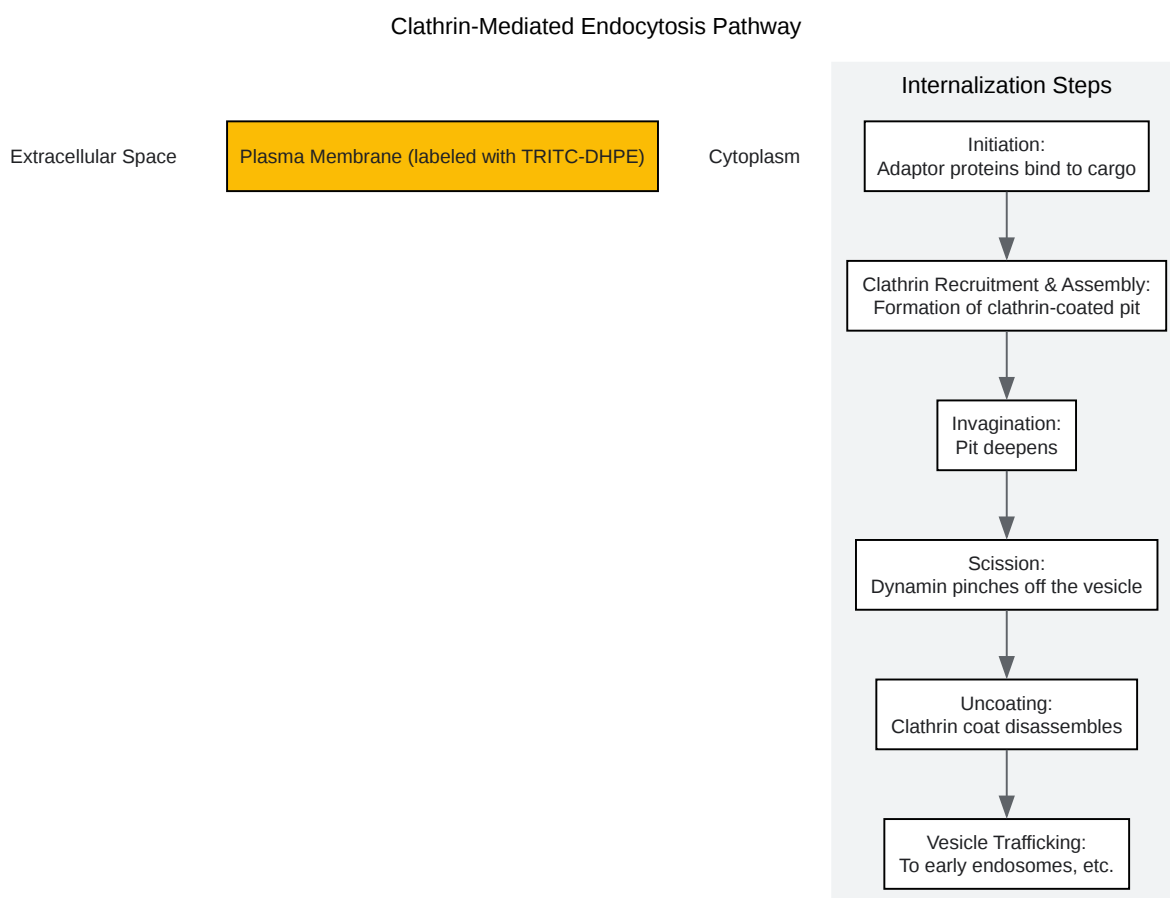 Clathrin-Mediated Endocytosis Pathway
Internalization Steps
Extracellular Space
Plasma Membrane (labeled with TRITC-DHPE)
Cytoplasm
Initiation:
Adaptor proteins bind to cargo
Clathrin Recruitment & Assembly:
Formation of clathrin-coated pit
Invagination:
Pit deepens
Scission:
Dynamin pinches off the vesicle
Uncoating:
Clathrin coat disassembles
Vesicle Trafficking:
To early endosomes, etc.